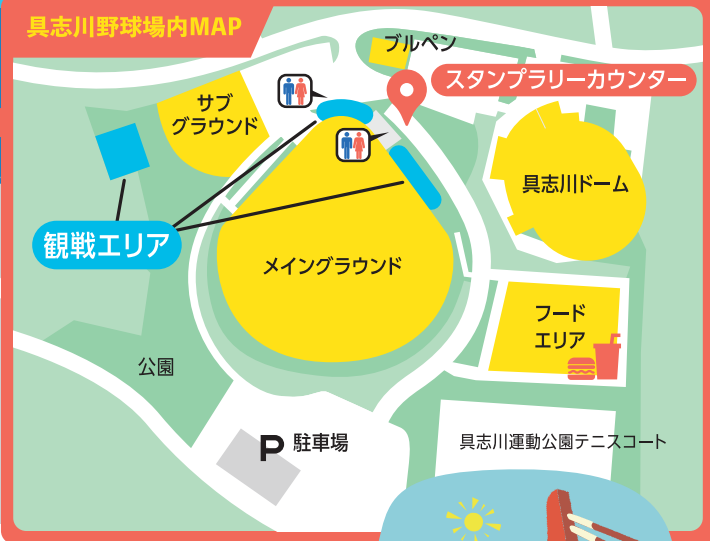 具志川野球場内MAP
ブルペン
スタンプラリーカウンター
サブ
グラウンド
具志川ドーム
観戦エリア
メイングラウンド
フード
エリア
公園
P 駐車場
具志川運動公園テニスコート